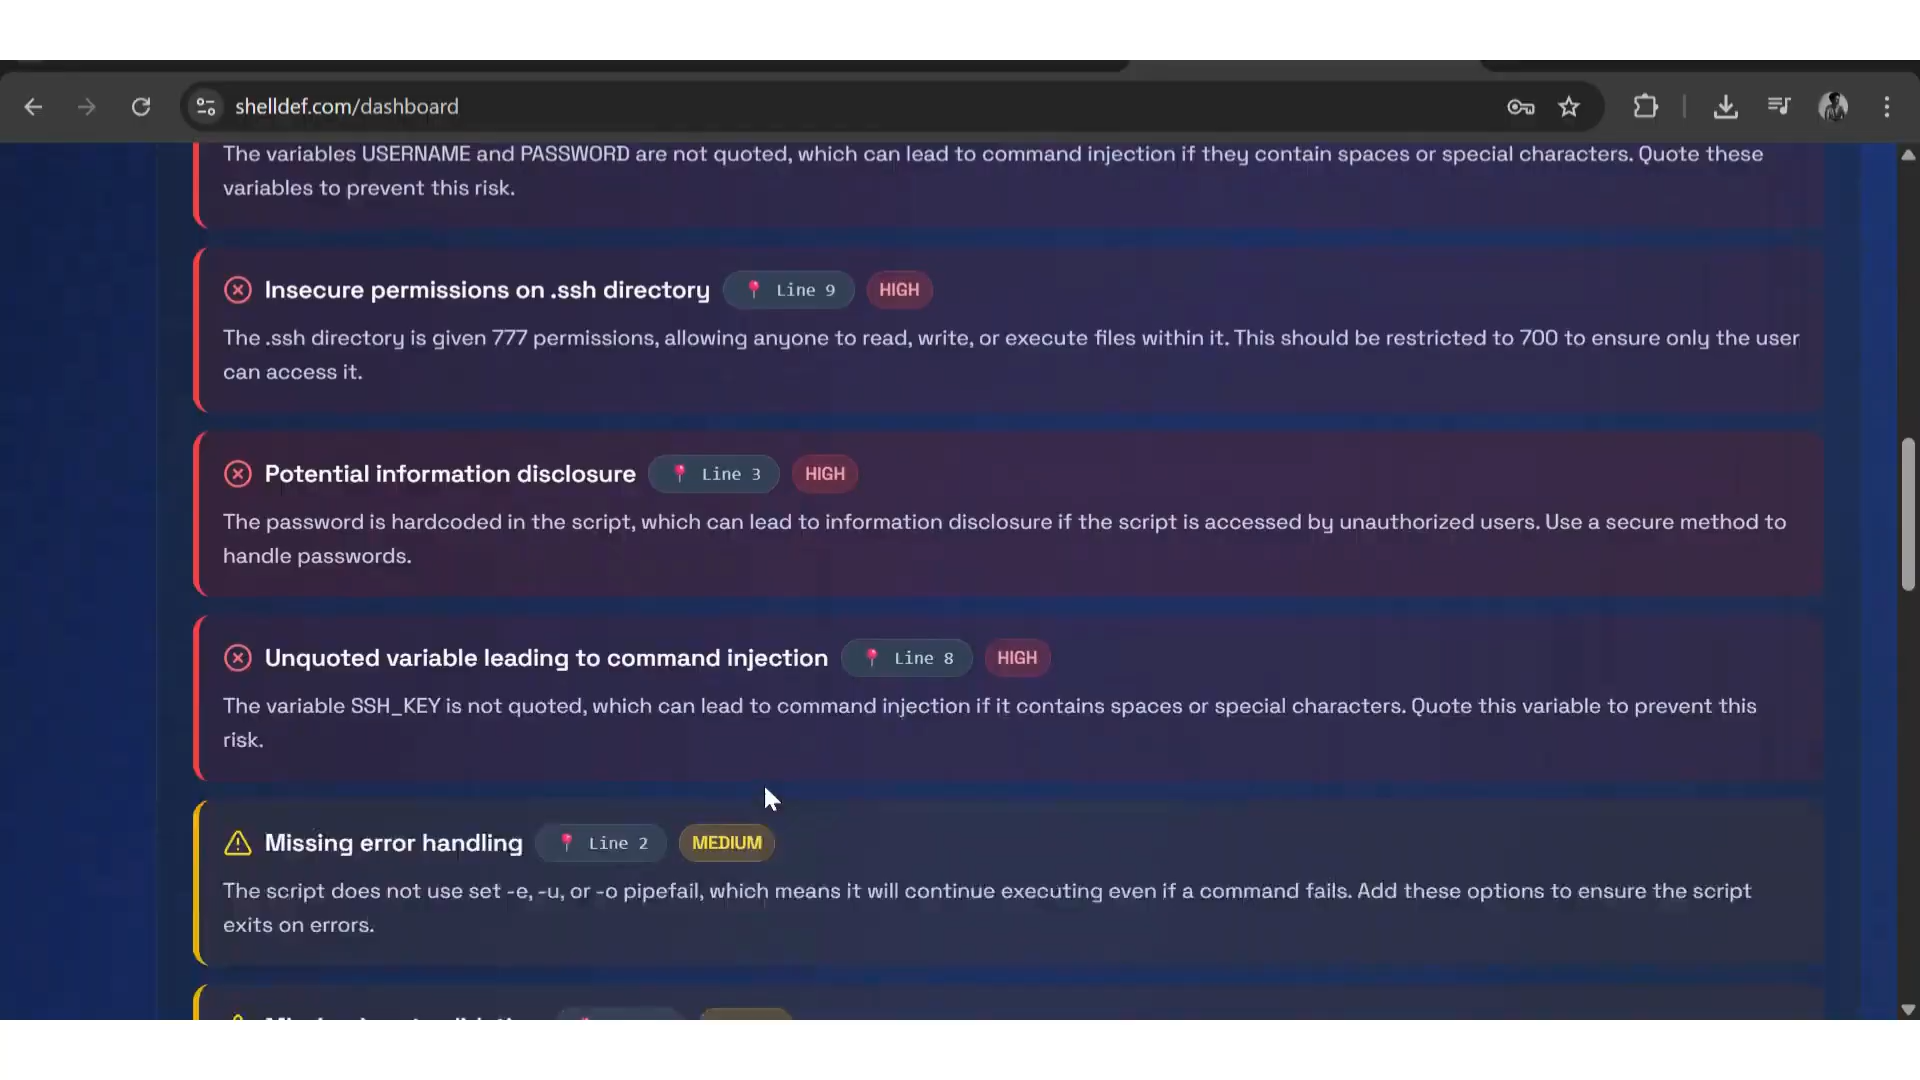 shelldef.com/dashboard
The variables USERNAME and PASSWORD are not quoted, which can lead to command injection if they contain spaces or special characters. Quote these
variables to prevent this risk.
Insecure permissions on .ssh directory Line 9 HIGH
The .ssh directory is given 777 permissions, allowing anyone to read, write, or execute files within it. This should be restricted to 700 to ensure only the user
can access it.
Potential information disclosure Line 3 HIGH
The password is hardcoded in the script, which can lead to information disclosure if the script is accessed by unauthorized users. Use a secure method to
handle passwords.
Unquoted variable leading to command injection Line 8 HIGH
The variable SSH_KEY is not quoted, which can lead to command injection if it contains spaces or special characters. Quote this variable to prevent this
risk.
Missing error handling Line 2 MEDIUM
The script does not use set -e, -u, or -o pipefail, which means it will continue executing even if a command fails. Add these options to ensure the script
exits on errors.